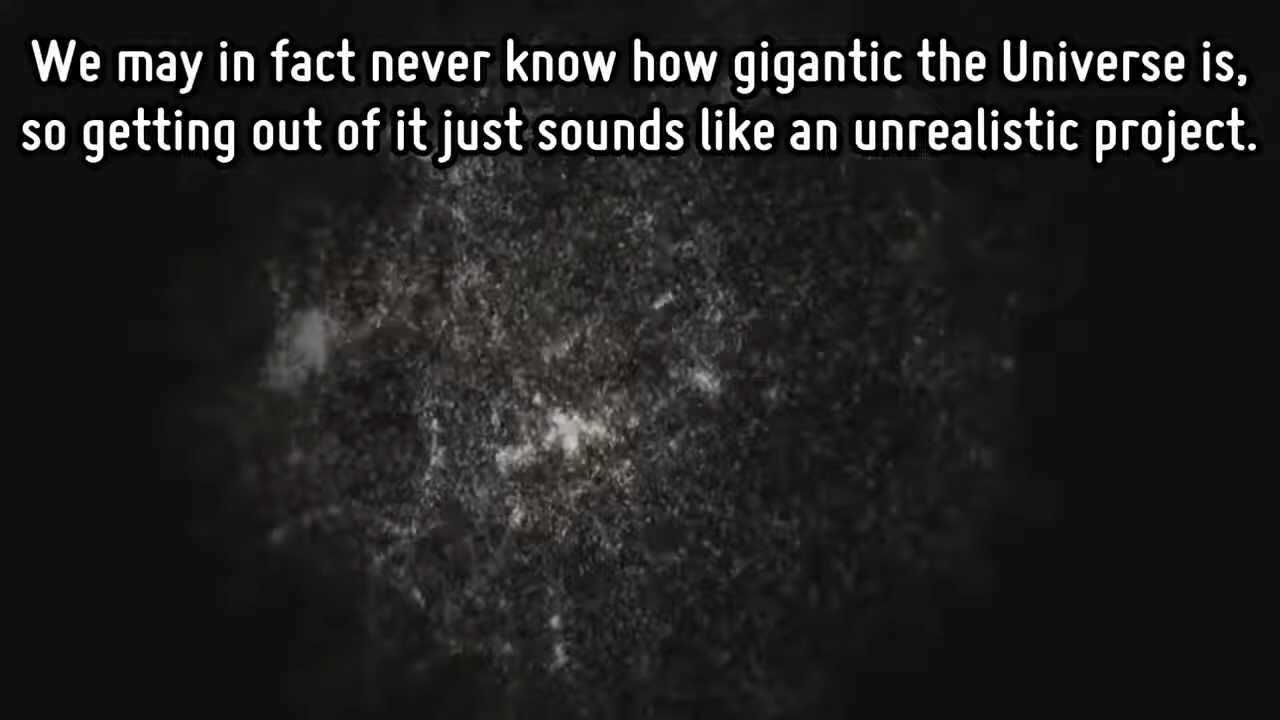 We may in fact never know how gigantic the Universe is,
so getting out of it just sounds like an unrealistic project.